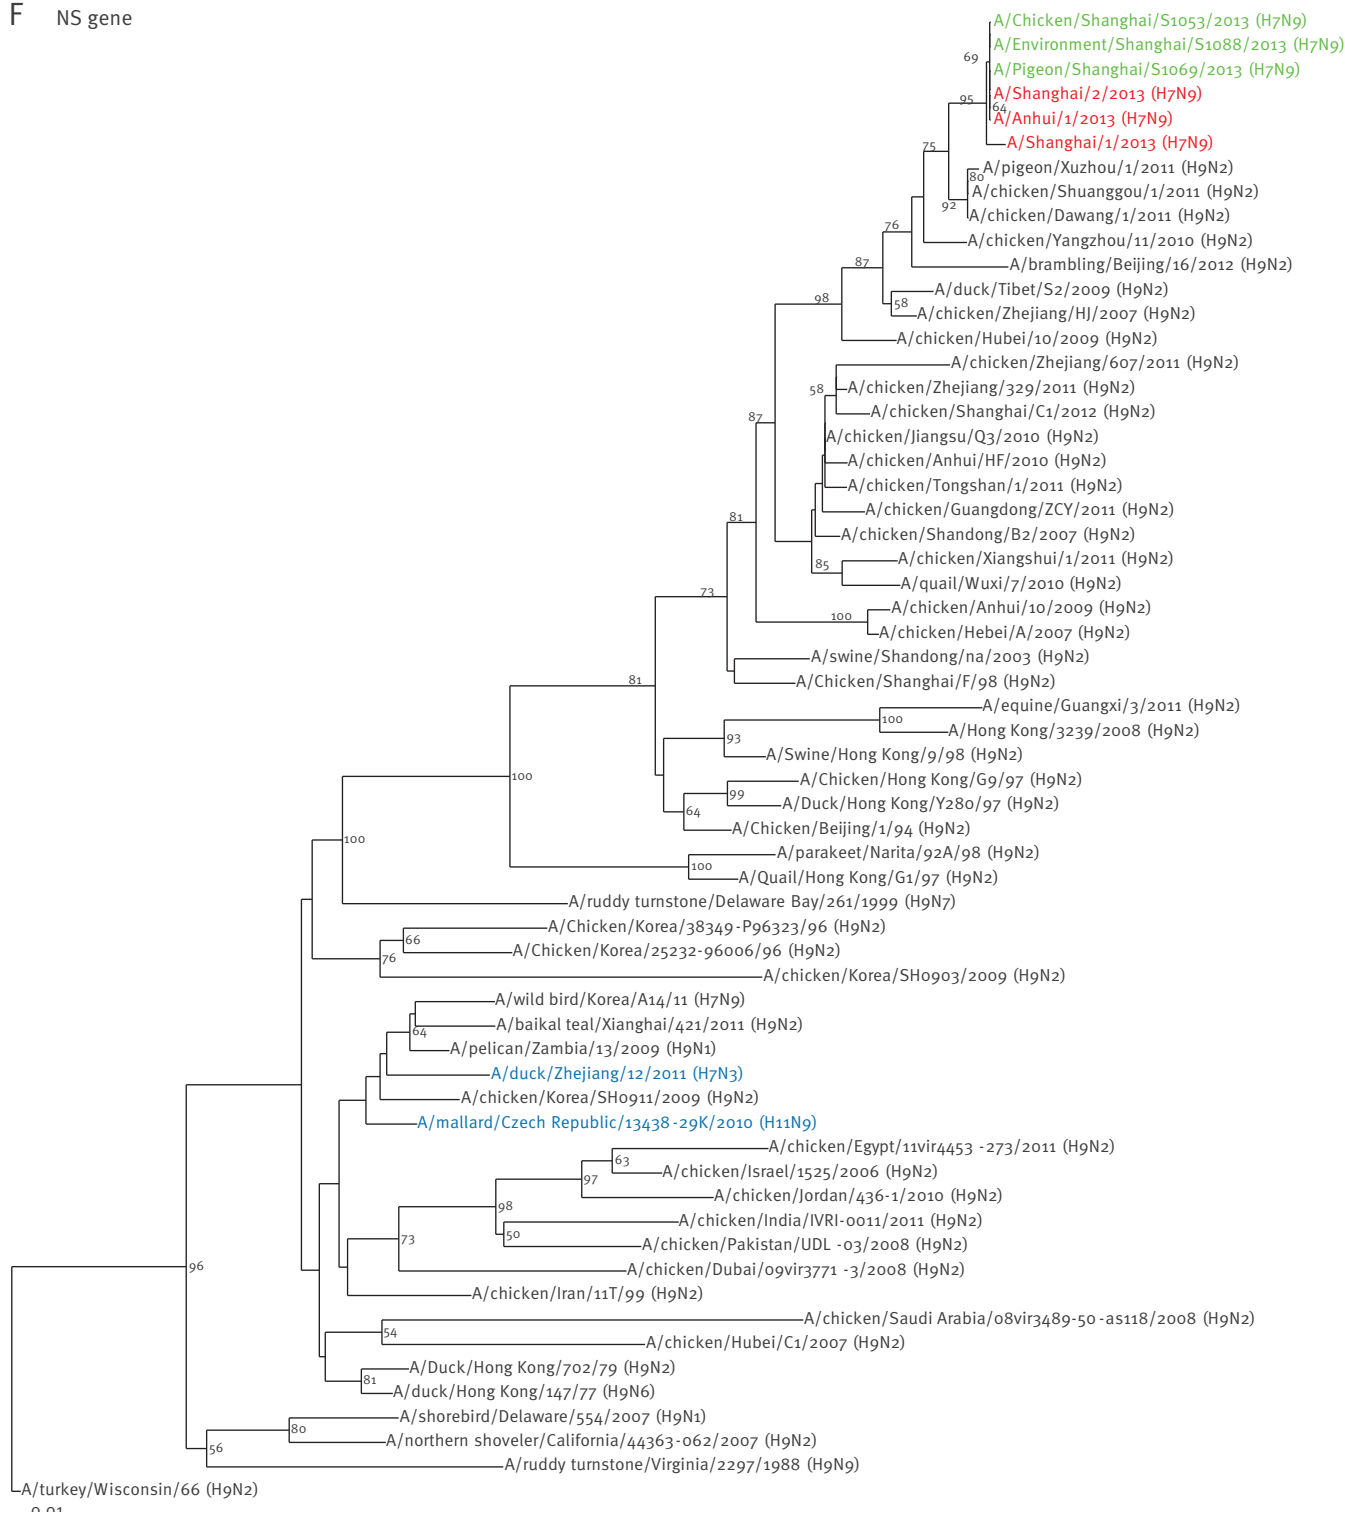 F NS gene
A/Chicken/Shanghai/S1053/2013 (H7N9)
A/Environment/Shanghai/S1088/2013 (H7N9)
69
A/Pigeon/Shanghai/S1069/2013 (H7N9)
A/Shanghai/2/2013 (H7N9)
95
64
A/Anhui/1/2013 (H7N9)
A/Shanghai/1/2013 (H7N9)
75
A/pigeon/Xuzhou/1/2011 (H9N2)
80
A/chicken/Shuanggou/1/2011 (H9N2)
92
A/chicken/Dawang/1/2011 (H9N2)
76
A/chicken/Yangzhou/11/2010 (H9N2)
87
A/brambling/Beijing/16/2012 (H9N2)
A/duck/Tibet/S2/2009 (H9N2)
98
58
A/chicken/Zhejiang/HJ/2007 (H9N2)
A/chicken/Hubei/10/2009 (H9N2)
A/chicken/Zhejiang/607/2011 (H9N2)
58
A/chicken/Zhejiang/329/2011 (H9N2)
A/chicken/Shanghai/C1/2012 (H9N2)
87
A/chicken/Jiangsu/Q3/2010 (H9N2)
A/chicken/Anhui/HF/2010 (H9N2)
A/chicken/Tongshan/1/2011 (H9N2)
A/chicken/Guangdong/ZCY/2011 (H9N2)
81
A/chicken/Shandong/B2/2007 (H9N2)
A/chicken/Xiangshui/1/2011 (H9N2)
85
A/quail/Wuxi/7/2010 (H9N2)
73
A/chicken/Anhui/10/2009 (H9N2)
100
A/chicken/Hebei/A/2007 (H9N2)
A/swine/Shandong/na/2003 (H9N2)
81
A/Chicken/Shanghai/F/98 (H9N2)
A/equine/Guangxi/3/2011 (H9N2)
100
A/Hong Kong/3239/2008 (H9N2)
93
A/Swine/Hong Kong/9/98 (H9N2)
100
A/Chicken/Hong Kong/G9/97 (H9N2)
99
A/Duck/Hong Kong/Y280/97 (H9N2)
64
A/Chicken/Beijing/1/94 (H9N2)
100
A/parakeet/Narita/92A/98 (H9N2)
100
A/Quail/Hong Kong/G1/97 (H9N2)
A/ruddy turnstone/Delaware Bay/261/1999 (H9N7)
A/Chicken/Korea/38349-P96323/96 (H9N2)
66
A/Chicken/Korea/25232-96006/96 (H9N2)
76
A/chicken/Korea/SH0903/2009 (H9N2)
A/wild bird/Korea/A14/11 (H7N9)
A/baikal teal/Xianghai/421/2011 (H9N2)
64
A/pelican/Zambia/13/2009 (H9N1)
A/duck/Zhejiang/12/2011 (H7N3)
A/chicken/Korea/SH0911/2009 (H9N2)
A/mallard/Czech Republic/13438-29K/2010 (H11N9)
A/chicken/Egypt/11vir4453 -273/2011 (H9N2)
63
A/chicken/Israel/1525/2006 (H9N2)
97
A/chicken/Jordan/436-1/2010 (H9N2)
98
A/chicken/India/IVRI-0011/2011 (H9N2)
50
73
A/chicken/Pakistan/UDL -03/2008 (H9N2)
96
A/chicken/Dubai/09vir3771 -3/2008 (H9N2)
A/chicken/Iran/11T/99 (H9N2)
A/chicken/Saudi Arabia/08vir3489-50 -as118/2008 (H9N2)
54
A/chicken/Hubei/C1/2007 (H9N2)
A/Duck/Hong Kong/702/79 (H9N2)
81
A/duck/Hong Kong/147/77 (H9N6)
A/shorebird/Delaware/554/2007 (H9N1)
80
A/northern shoveler/California/44363-062/2007 (H9N2)
56
A/ruddy turnstone/Virginia/2297/1988 (H9N9)
A/turkey/Wisconsin/66 (H9N2)
0.01